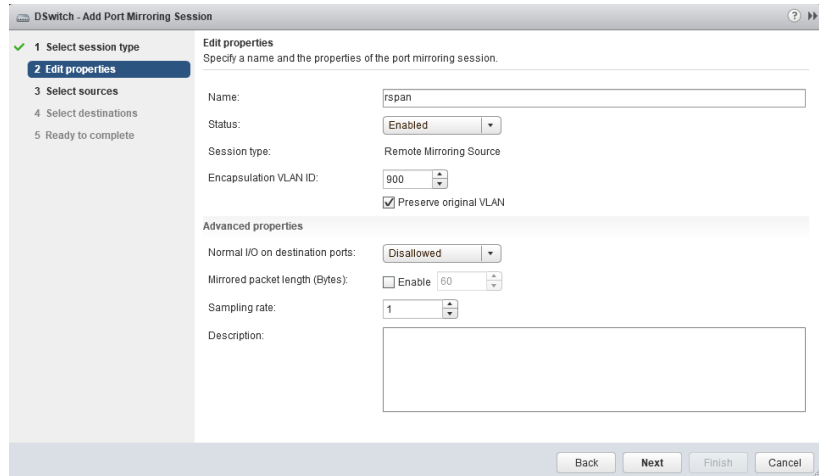 DSwitch - Add Port Mirroring Session
?
1 Select session type
2 Edit properties
3 Select sources
4 Select destinations
5 Ready to complete
Edit properties
Specify a name and the properties of the port mirroring session.
Name: rspan
Status: Enabled
Session type: Remote Mirroring Source
Encapsulation VLAN ID: 900
Preserve original VLAN
Advanced properties
Normal I/O on destination ports: Disallowed
Mirrored packet length (Bytes): Enable 60
Sampling rate: 1
Description:
Back Next Finish Cancel